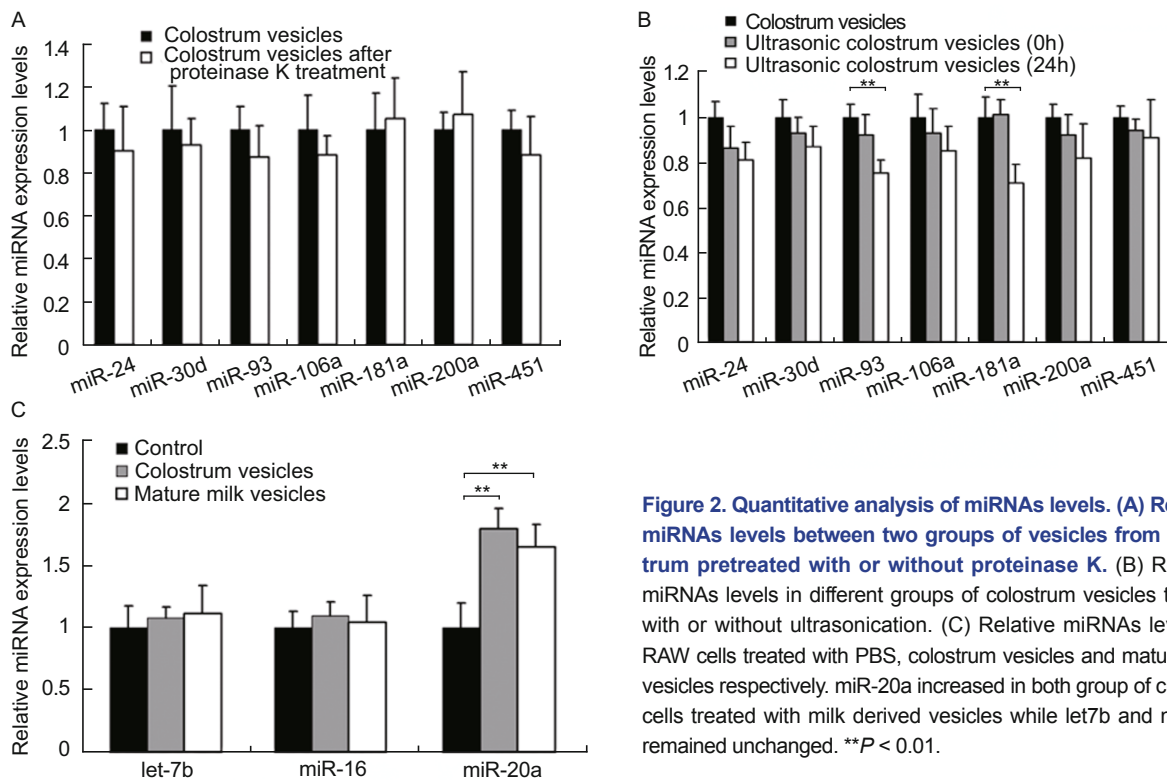 A
Colostrum vesicles
Colostrum vesicles after
proteinase K treatment
Relative miRNA expression levels
1.4
1.2
1
0.8
0.6
0.4
0.2
0
miR-24
miR-30d
miR-93
miR-106a
miR-181a
miR-200a
miR-451
B
Colostrum vesicles
Ultrasonic colostrum vesicles (0h)
Ultrasonic colostrum vesicles (24h)
Relative miRNA expression levels
1.2
1
0.8
0.6
0.4
0.2
0
**
**
miR-24
miR-30d
miR-93
miR-106a
miR-181a
miR-200a
miR-451
C
Control
Colostrum vesicles
Mature milk vesicles
Relative miRNA expression levels
2.5
2
1.5
1
0.5
0
**
**
let-7b
miR-16
miR-20a
Figure 2. Quantitative analysis of miRNAs levels. (A)
miRNAs levels between two groups of vesicles from
trum pretreated with or without proteinase K. (B)
miRNAs levels in different groups of colostrum vesicles
with or without ultrasonication. (C) Relative miRNAs
RAW cells treated with PBS, colostrum vesicles and
vesicles respectively. miR-20a increased in both group of
cells treated with milk derived vesicles while let7b and
remained unchanged. **P < 0.01.